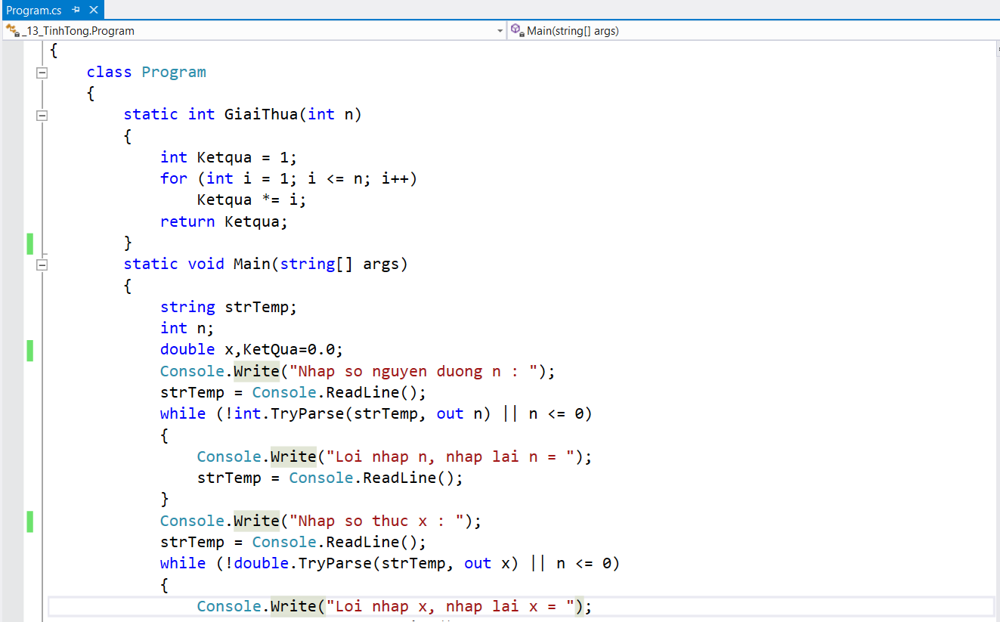 Program.cs
_13_TinhTong.Program
Main(string[] args)
{
class Program
{
static int GiaiThua(int n)
{
int Ketqua = 1;
for (int i = 1; i <= n; i++)
Ketqua *= i;
return Ketqua;
}
static void Main(string[] args)
{
string strTemp;
int n;
double x,KetQua=0.0;
Console.Write("Nhap so nguyen duong n : ");
strTemp = Console.ReadLine();
while (!int.TryParse(strTemp, out n) || n <= 0)
{
Console.Write("Loi nhap n, nhap lai n = ");
strTemp = Console.ReadLine();
}
Console.Write("Nhap so thuc x : ");
strTemp = Console.ReadLine();
while (!double.TryParse(strTemp, out x) || n <= 0)
{
Console.Write("Loi nhap x, nhap lai x = ");